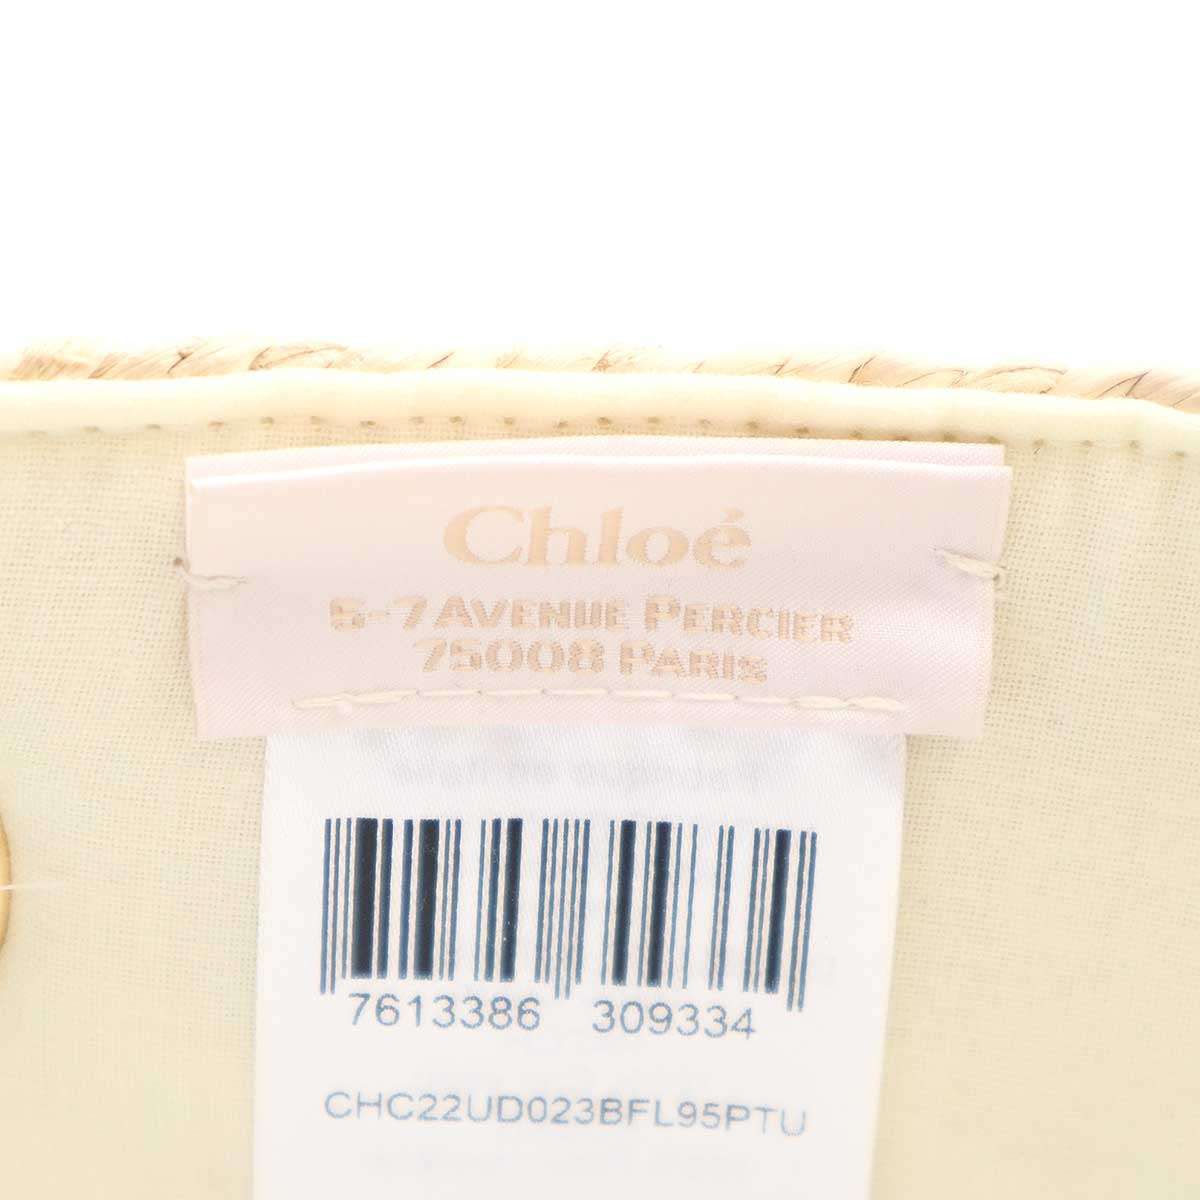 Chloé
5-7 AVENUE PERCIER
75008 PARIS
7613386 309334
CHC22UD023BFL95PTU